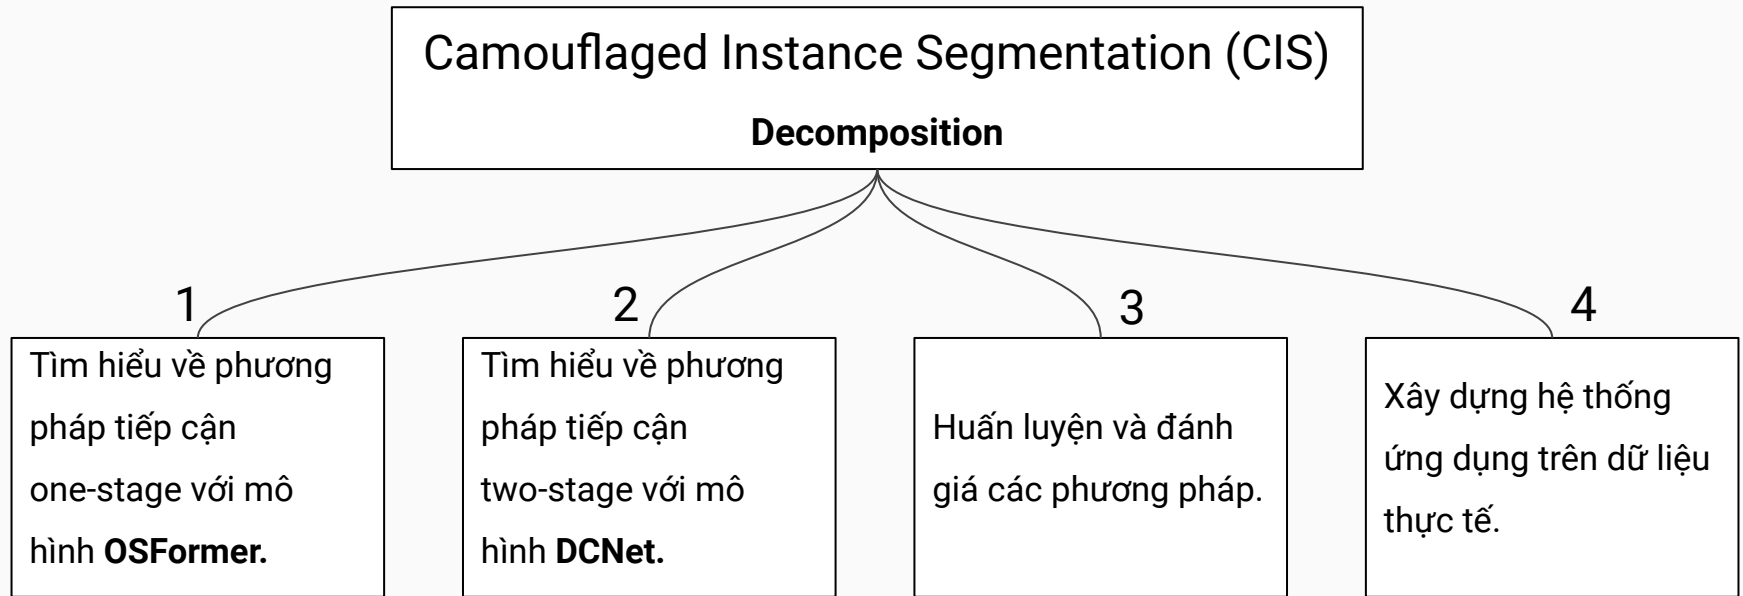 Camouflaged Instance Segmentation (CIS)
Decomposition
1
Tìm hiểu về phương
pháp tiếp cận
one-stage với mô
hình OSFormer.
2
Tìm hiểu về phương
pháp tiếp cận
two-stage với mô
hình DCNet.
3
Huấn luyện và đánh
giá các phương pháp.
4
Xây dựng hệ thống
ứng dụng trên dữ liệu
thực tế.